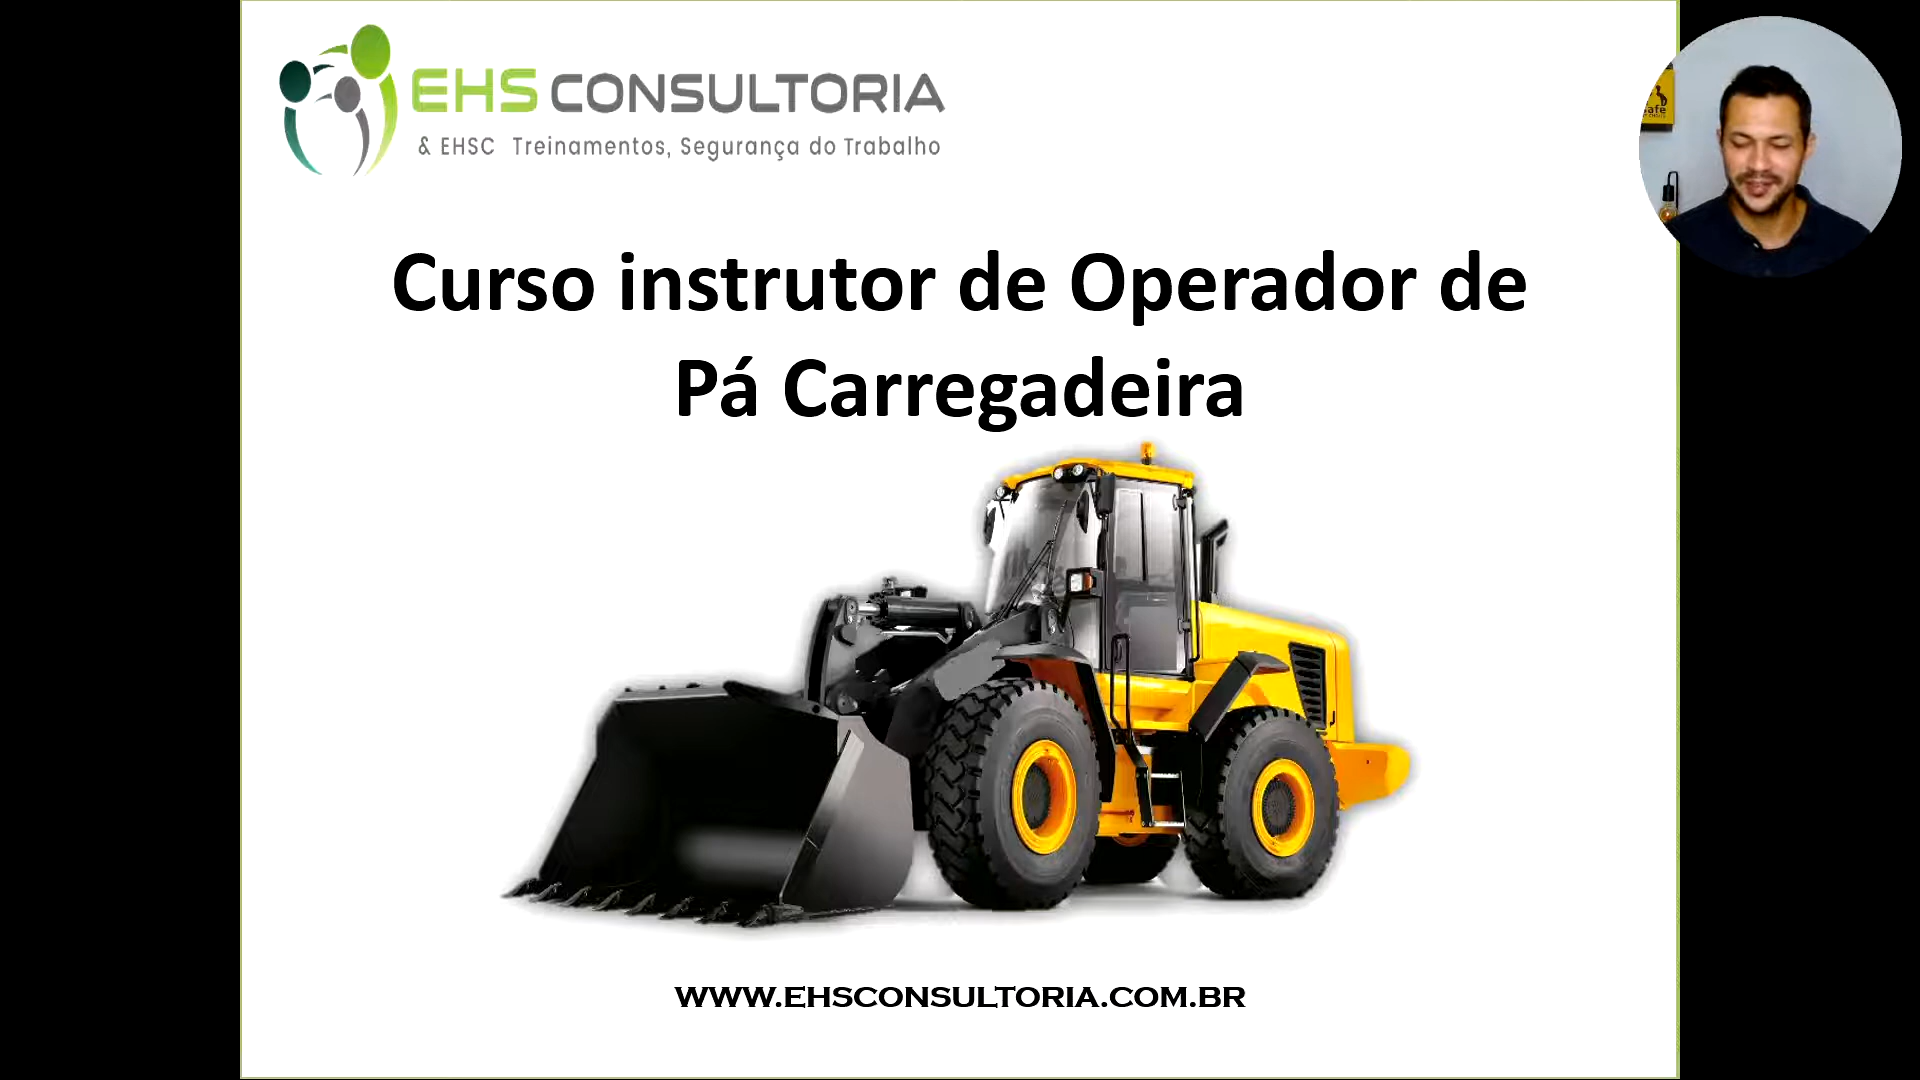 EHS CONSULTORIA
& EHSC Treinamentos, Segurança do Trabalho
Curso instrutor de Operador de
Pá Carregadeira
WWW.EHSCONSULTORIA.COM.BR